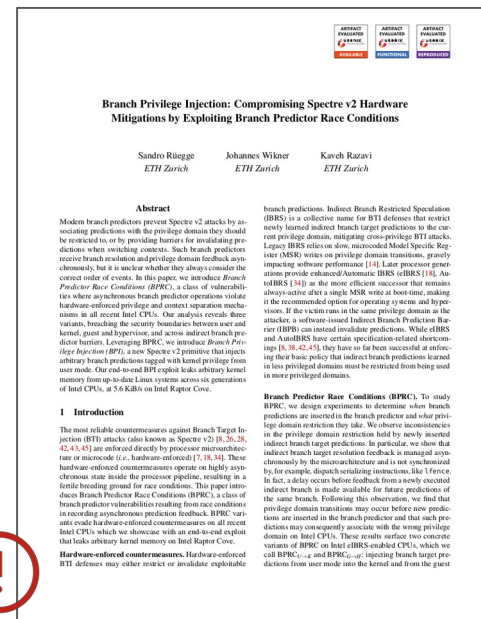 ARTIFACT EVALUATED
AVAILABLE
ARTIFACT EVALUATED
FUNCTIONAL
ARTIFACT EVALUATED
REPRODUCED
Branch Privilege Injection: Compromising Spectre v2 Hardware
Mitigations by Exploiting Branch Predictor Race Conditions
Sandro Rüegge
ETH Zurich
Johannes Wikner
ETH Zurich
Kaveh Razavi
ETH Zurich
Abstract
Modern branch predictors prevent Spectre v2 attacks by as-
sociating predictions with the privilege domain they should
be restricted to, or by providing barriers for invalidating pre-
dictions when switching contexts. Such branch predictors
receive branch resolution and privilege domain feedback asyn-
chronously, but it is unclear whether they always consider the
correct order of events. In this paper, we introduce Branch
Predictor Race Conditions (BPRC), a class of vulnerabili-
ties where asynchronous branch predictor operations violate
hardware-enforced privilege and context separation mecha-
nisms in all recent Intel CPUs. Our analysis reveals three
variants, breaching the security boundaries between user and
kernel, guest and hypervisor, and across indirect branch pre-
dictor barriers. Leveraging BPRC, we introduce Branch Priv-
ilege Injection (BPI), a new Spectre v2 primitive that injects
arbitrary branch predictions tagged with kernel privilege from
user mode. Our end-to-end BPI exploit leaks arbitrary kernel
memory from up-to-date Linux systems across six generations
of Intel CPUs, at 5.6 KiB/s on Intel Raptor Cove.
1 Introduction
The most reliable countermeasures against Branch Target In-
jection (BTI) attacks (also known as Spectre v2) [8,26,28,
42,43,45] are enforced directly by processor microarchitec-
ture or microcode (i.e., hardware-enforced) [7,18,34]. These
hardware-enforced countermeasures operate on highly asyn-
chronous state inside the processor pipeline, resulting in a
fertile breeding ground for race conditions. This paper intro-
duces Branch Predictor Race Conditions (BPRC), a class of
branch predictor vulnerabilities resulting from race conditions
in recording asynchronous prediction feedback. BPRC vari-
ants evade hardware-enforced countermeasures on all recent
Intel CPUs which we showcase with an end-to-end exploit
that leaks arbitrary kernel memory on Intel Raptor Cove.
Hardware-enforced countermeasures. Hardware-enforced
BTI defenses may either restrict or invalidate exploitable
branch predictions. Indirect Branch Restricted Speculation
(IBRS) is a collective name for BTI defenses that restrict
newly learned indirect branch target predictions to the cur-
rent privilege domain, mitigating cross-privilege BTI attacks.
Legacy IBRS relies on slow, microcoded Model Specific Reg-
ister (MSR) writes on privilege domain transitions, gravely
impacting software performance [14]. Later processor gener-
ations provide enhanced/Automatic IBRS (eIBRS [18], Au-
toIBRS [34]) as the more efficient successor that remains
always-active after a single MSR write at boot-time, making
it the recommended option for operating systems and hyper-
visors. If the victim runs in the same privilege domain as the
attacker, a software-issued Indirect Branch Prediction Bar-
rier (IBPB) can instead invalidate predictions. While eIBRS
and AutoIBRS have certain specification-related shortcom-
ings [8,38,42,45], they have so far been successful at enforc-
ing their basic policy that indirect branch predictions learned
in less privileged domains must be restricted from being used
in more privileged domains.
Branch Predictor Race Conditions (BPRC). To study
BPRC, we design experiments to determine when branch
predictions are inserted in the branch predictor and what privi-
lege domain restriction they take. We observe inconsistencies
in the privilege domain restriction held by newly inserted
indirect branch target predictions. In particular, we show that
indirect branch target resolution feedback is managed asyn-
chronously by the microarchitecture and is not synchronized
by, for example, dispatch serializing instructions, like lfence.
In fact, a delay occurs before feedback from a newly executed
indirect branch is made available for future predictions of
the same branch. Following this observation, we find that
privilege domain transitions may occur before new predic-
tions are inserted in the branch predictor and that such pre-
dictions may consequently associate with the wrong privilege
domain on Intel CPUs. These results surface two concrete
variants of BPRC on Intel eIBRS-enabled CPUs, which we
call BPRCU→K and BPRCG→H: injecting branch target pre-
dictions from user mode into the kernel and from the guest
!